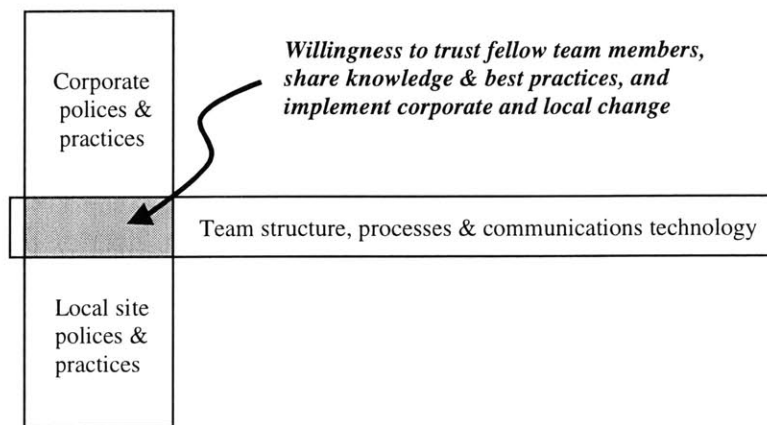 Willingness to trust fellow team members,
share knowledge & best practices, and
implement corporate and local change
Corporate
polices &
practices
Team structure, processes & communications technology
Local site
polices &
practices